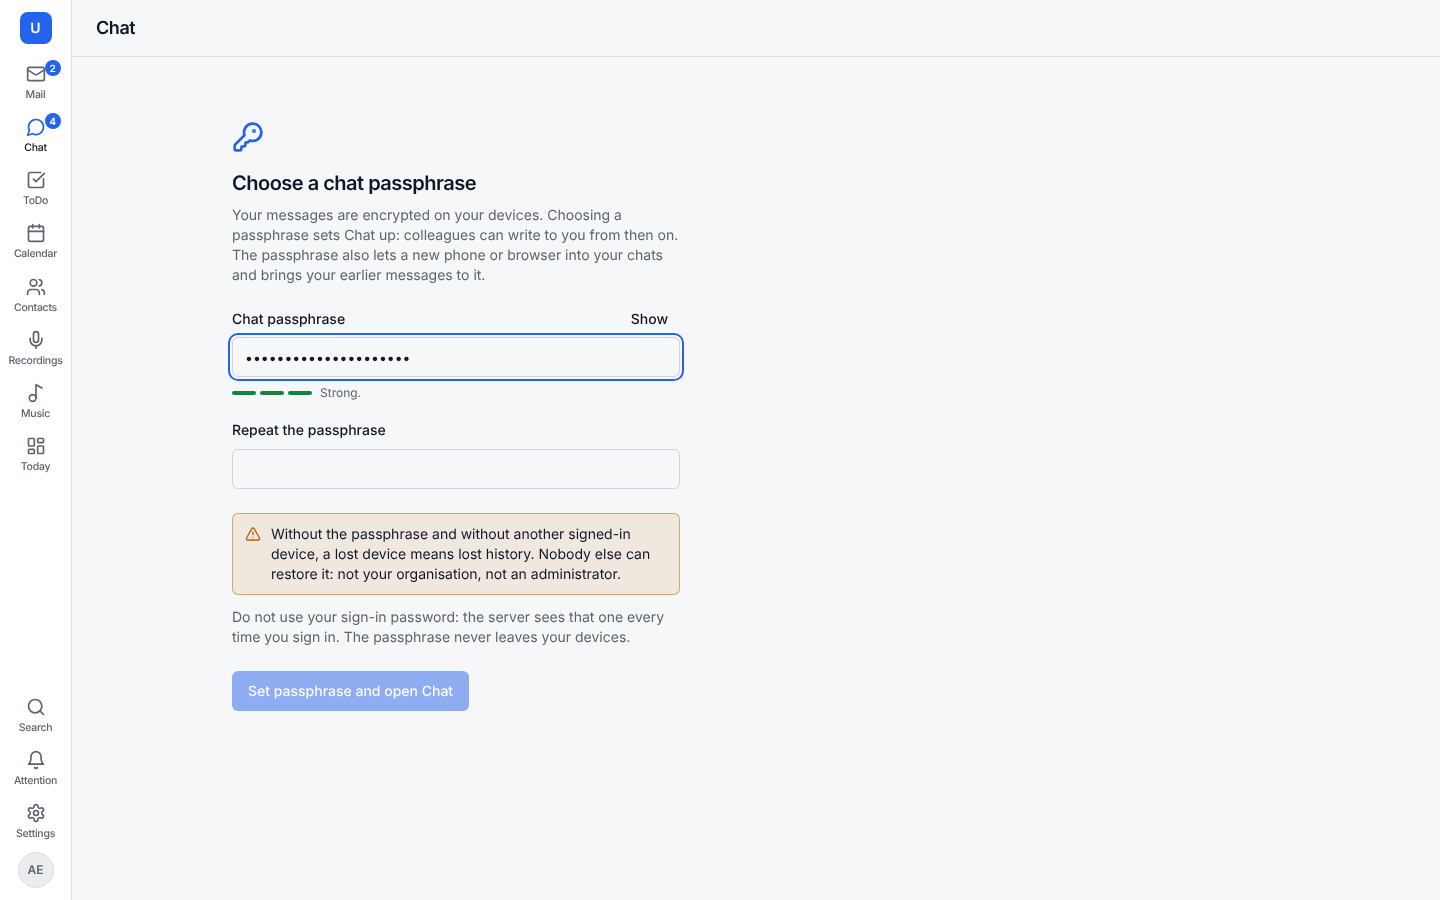 U
Chat
2
Mail
4
Chat
ToDo
Calendar
Contacts
Recordings
Music
Today
Search
Attention
Settings
AE
Choose a chat passphrase
Your messages are encrypted on your devices. Choosing a
passphrase sets Chat up: colleagues can write to you from then on.
The passphrase also lets a new phone or browser into your chats
and brings your earlier messages to it.
Chat passphrase
Show
•••••••••••••••••••••
Strong.
Repeat the passphrase
Without the passphrase and without another signed-in
device, a lost device means lost history. Nobody else can
restore it: not your organisation, not an administrator.
Do not use your sign-in password: the server sees that one every
time you sign in. The passphrase never leaves your devices.
Set passphrase and open Chat